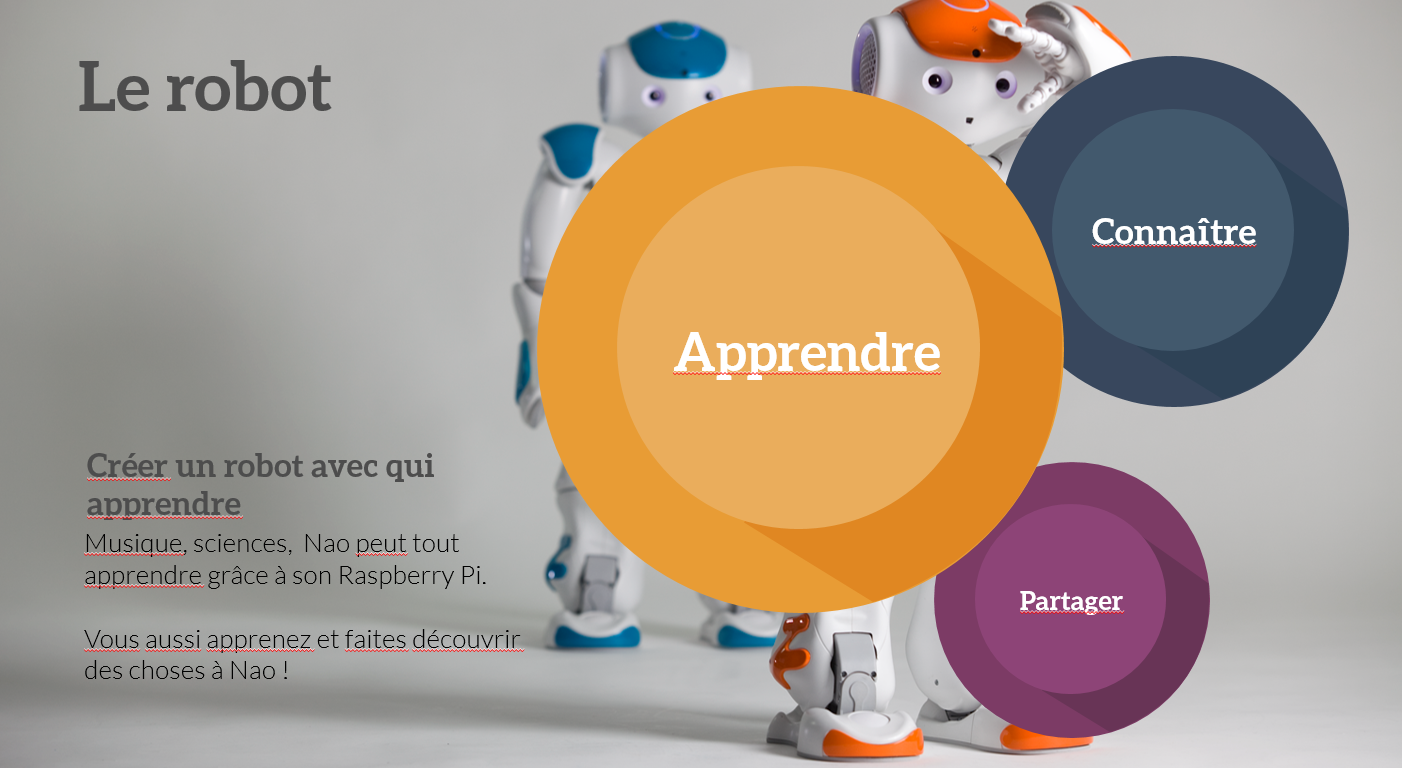 Le robot
Connaître
Apprendre
Créer un robot avec qui
apprendre
Musique, sciences,  Nao peut tout
apprendre grâce à son Raspberry Pi.
Partager
Vous aussi apprenez et faites découvrir
des choses à Nao !